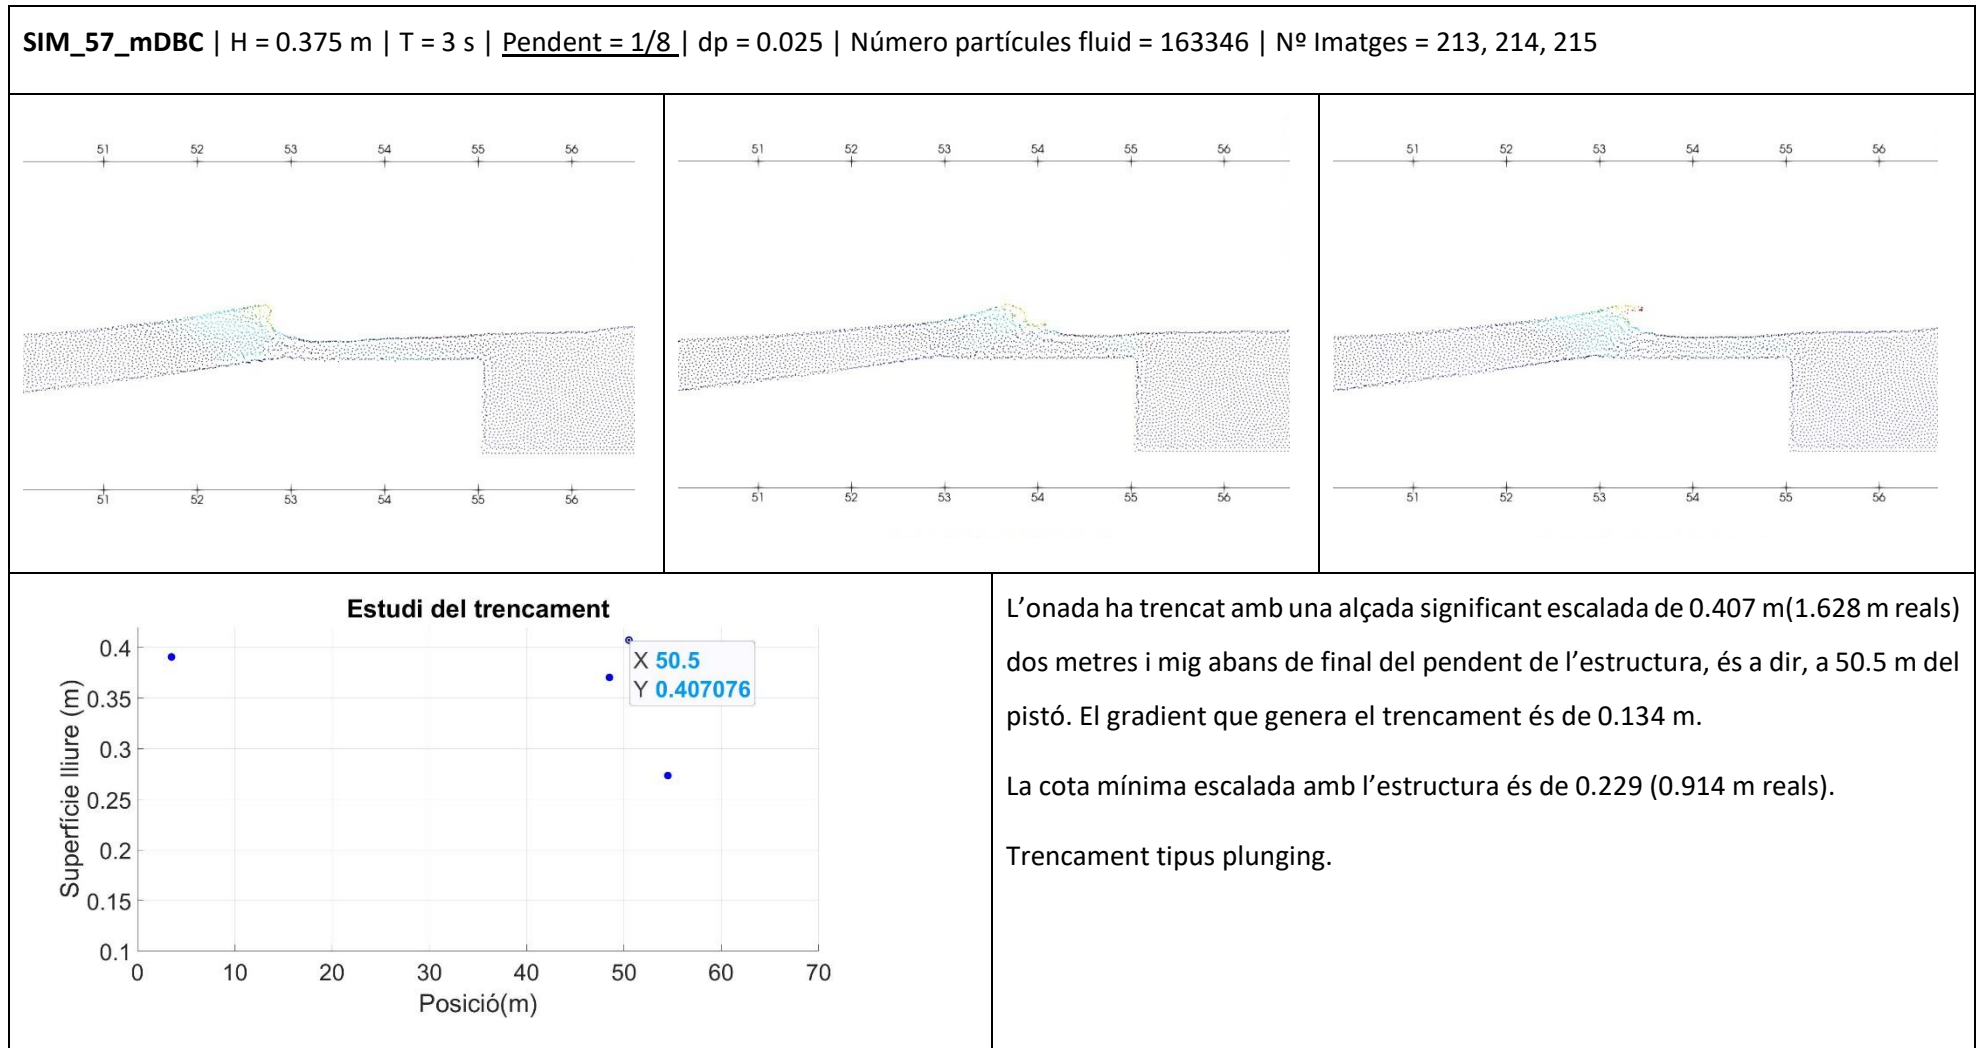 SIM_57_mDBC | H = 0.375 m | T = 3 s | Pendent = 1/8 | dp = 0.025 | Número partícules fluid = 163346 | Nº Imatges = 213, 214, 215
51 52 53 54 55 56
51 52 53 54 55 56
51 52 53 54 55 56
51 52 53 54 55 56
51 52 53 54 55 56
51 52 53 54 55 56
Estudi del trencament
Superfície lliure (m)
0.4
0.35
0.3
0.25
0.2
0.15
0.1
X 50.5
Y 0.407076
0 10 20 30 40 50 60 70
Posició(m)
L’onada ha trencat amb una alçada significant escalada de 0.407 m(1.628 m reals)
dos metres i mig abans de final del pendent de l’estructura, és a dir, a 50.5 m del
pistó. El gradient que genera el trencament és de 0.134 m.
La cota mínima escalada amb l’estructura és de 0.229 (0.914 m reals).
Trencament tipus plunging.